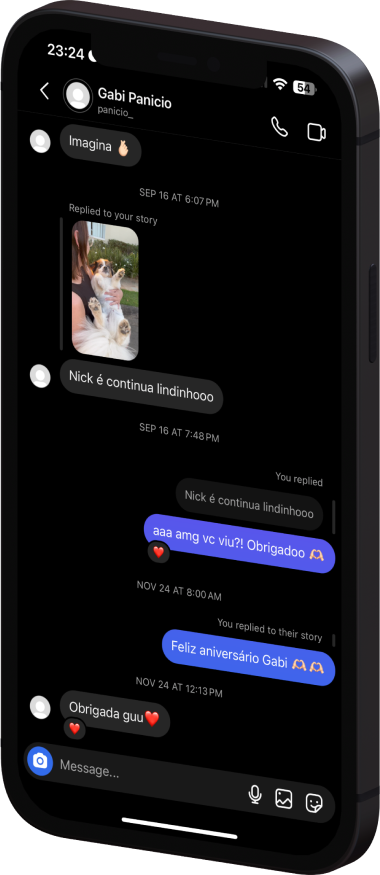 23:24
54
Gabi Panicio
panicio_
Imagina 🫰🏻
SEP 16 AT 6:07 PM
Replied to your story
Nick é continua lindinhooo
SEP 16 AT 7:48 PM
You replied
Nick é continua lindinhooo
aaa amg vc viu?! Obrigadoo 🫶🏻
❤️
NOV 24 AT 8:00 AM
You replied to their story
Feliz aniversário Gabi 🫶🏻🫶🏻
NOV 24 AT 12:13 PM
Obrigada guu❤️
❤️
Message...